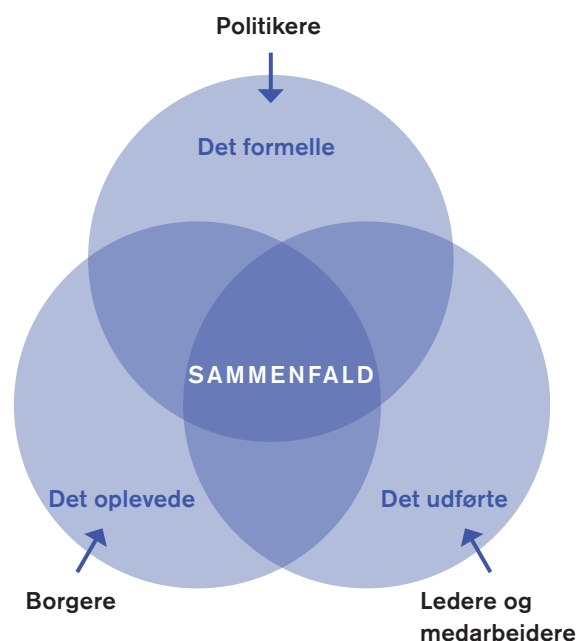 Politikere
Det formelle
SAMMENFALD
Det oplevede
Det udførte
Borgere
Ledere og
medarbejdere